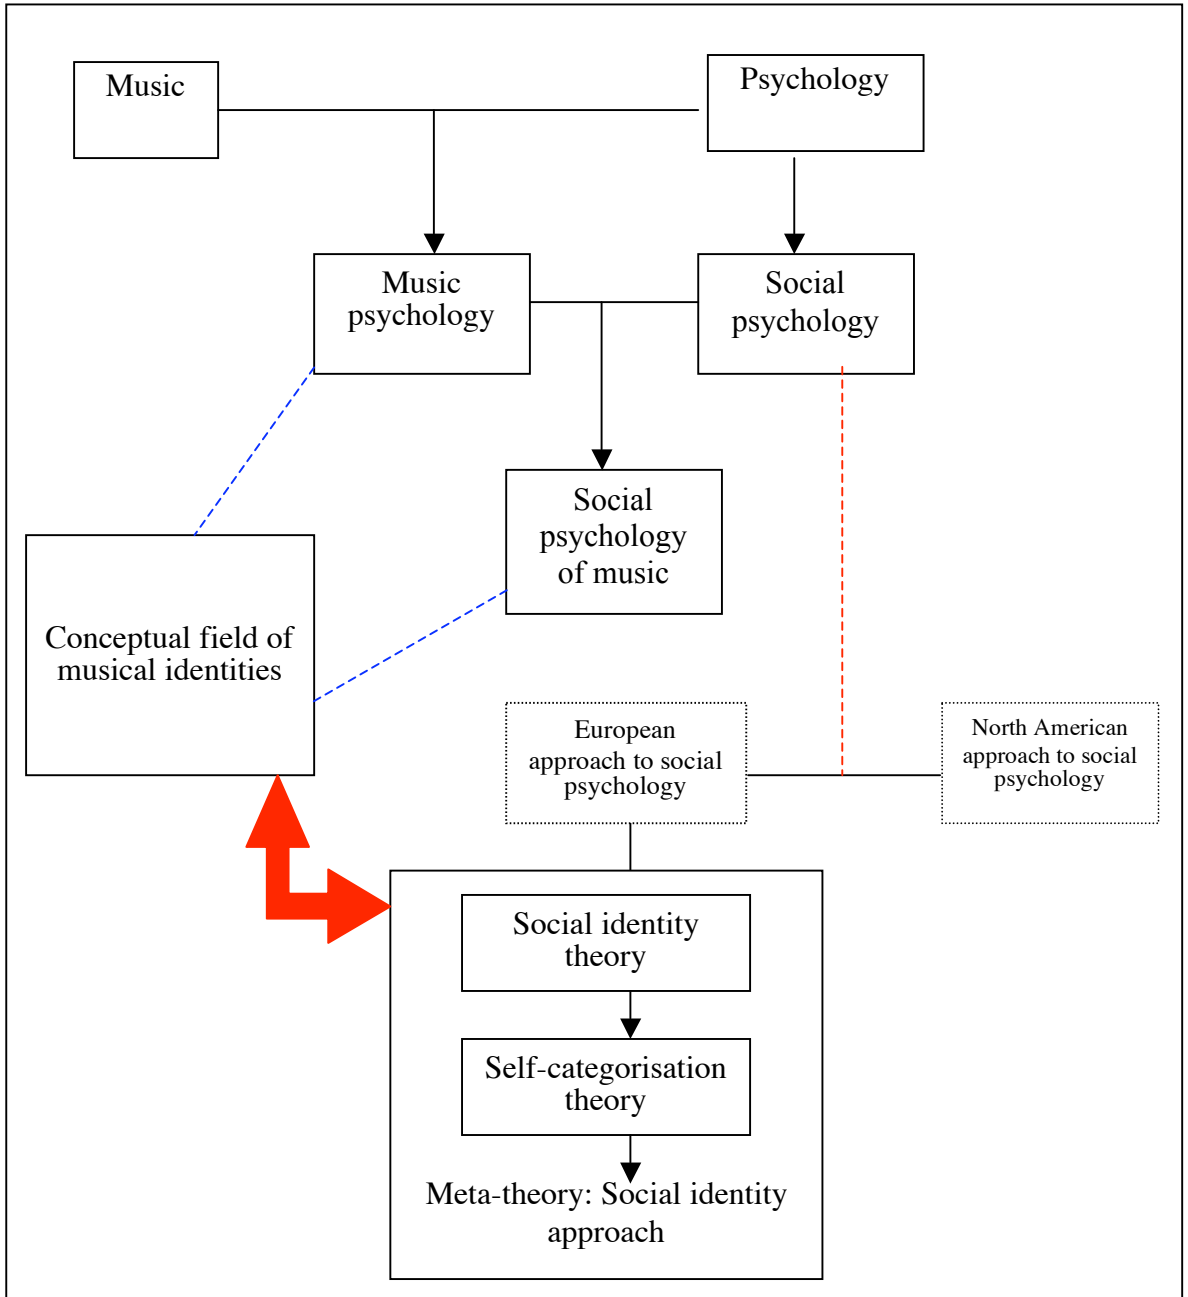 Music
Psychology
Music
psychology
Social
psychology
Social
psychology
of music
Conceptual field of
musical identities
European
approach to social
psychology
North American
approach to social
psychology
Social identity
theory
Self-categorisation
theory
Meta-theory: Social identity
approach